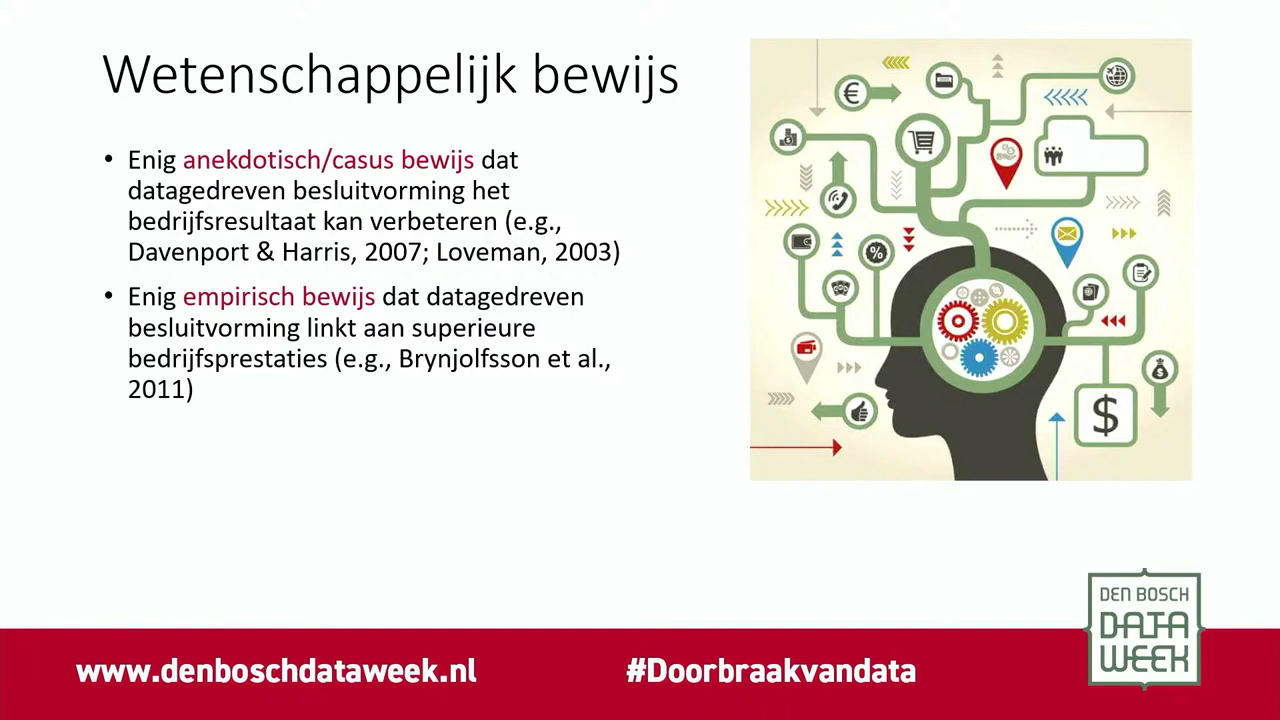 Wetenschappelijk bewijs
• Enig anekdotisch/casus bewijs dat
datagedreven besluitvorming het
bedrijfsresultaat kan verbeteren (e.g.,
Davenport & Harris, 2007; Loveman, 2003)
• Enig empirisch bewijs dat datagedreven
besluitvorming linkt aan superieure
bedrijfsprestaties (e.g., Brynjolfsson et al.,
2011)
€
%
$
DEN BOSCH
DATA
WEEK
www.denboschdataweek.nl
#Doorbraakvandata